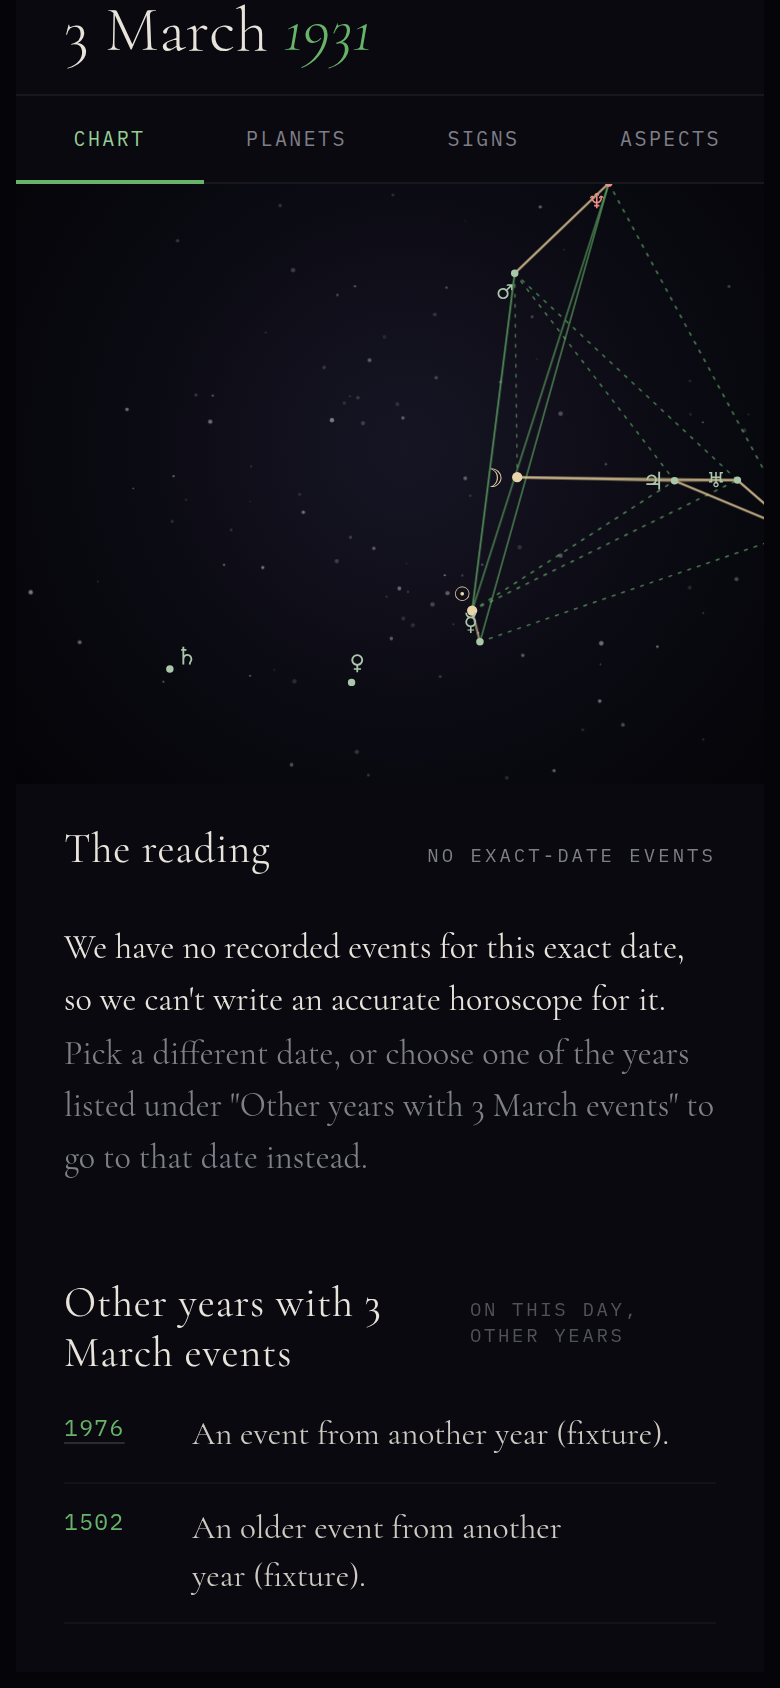 3 March 1931
CHART PLANETS SIGNS ASPECTS
♆
♂
☽ ♃ ♅
☉
☿
♄ ♀
The reading NO EXACT-DATE EVENTS
We have no recorded events for this exact date,
so we can't write an accurate horoscope for it.
Pick a different date, or choose one of the years
listed under "Other years with 3 March events" to
go to that date instead.
Other years with 3
March events
ON THIS DAY,
OTHER YEARS
1976 An event from another year (fixture).
1502 An older event from another
year (fixture).